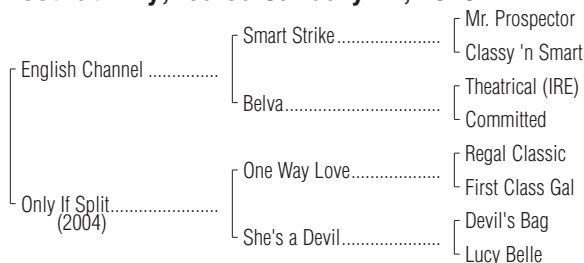 Mr. Prospector
Smart Strike
Classy 'n Smart
English Channel
Theatrical (IRE)
Belva
Committed
Regal Classic
One Way Love
First Class Gal
Only If Split
(2004)
Devil's Bag
She's a Devil
Lucy Belle